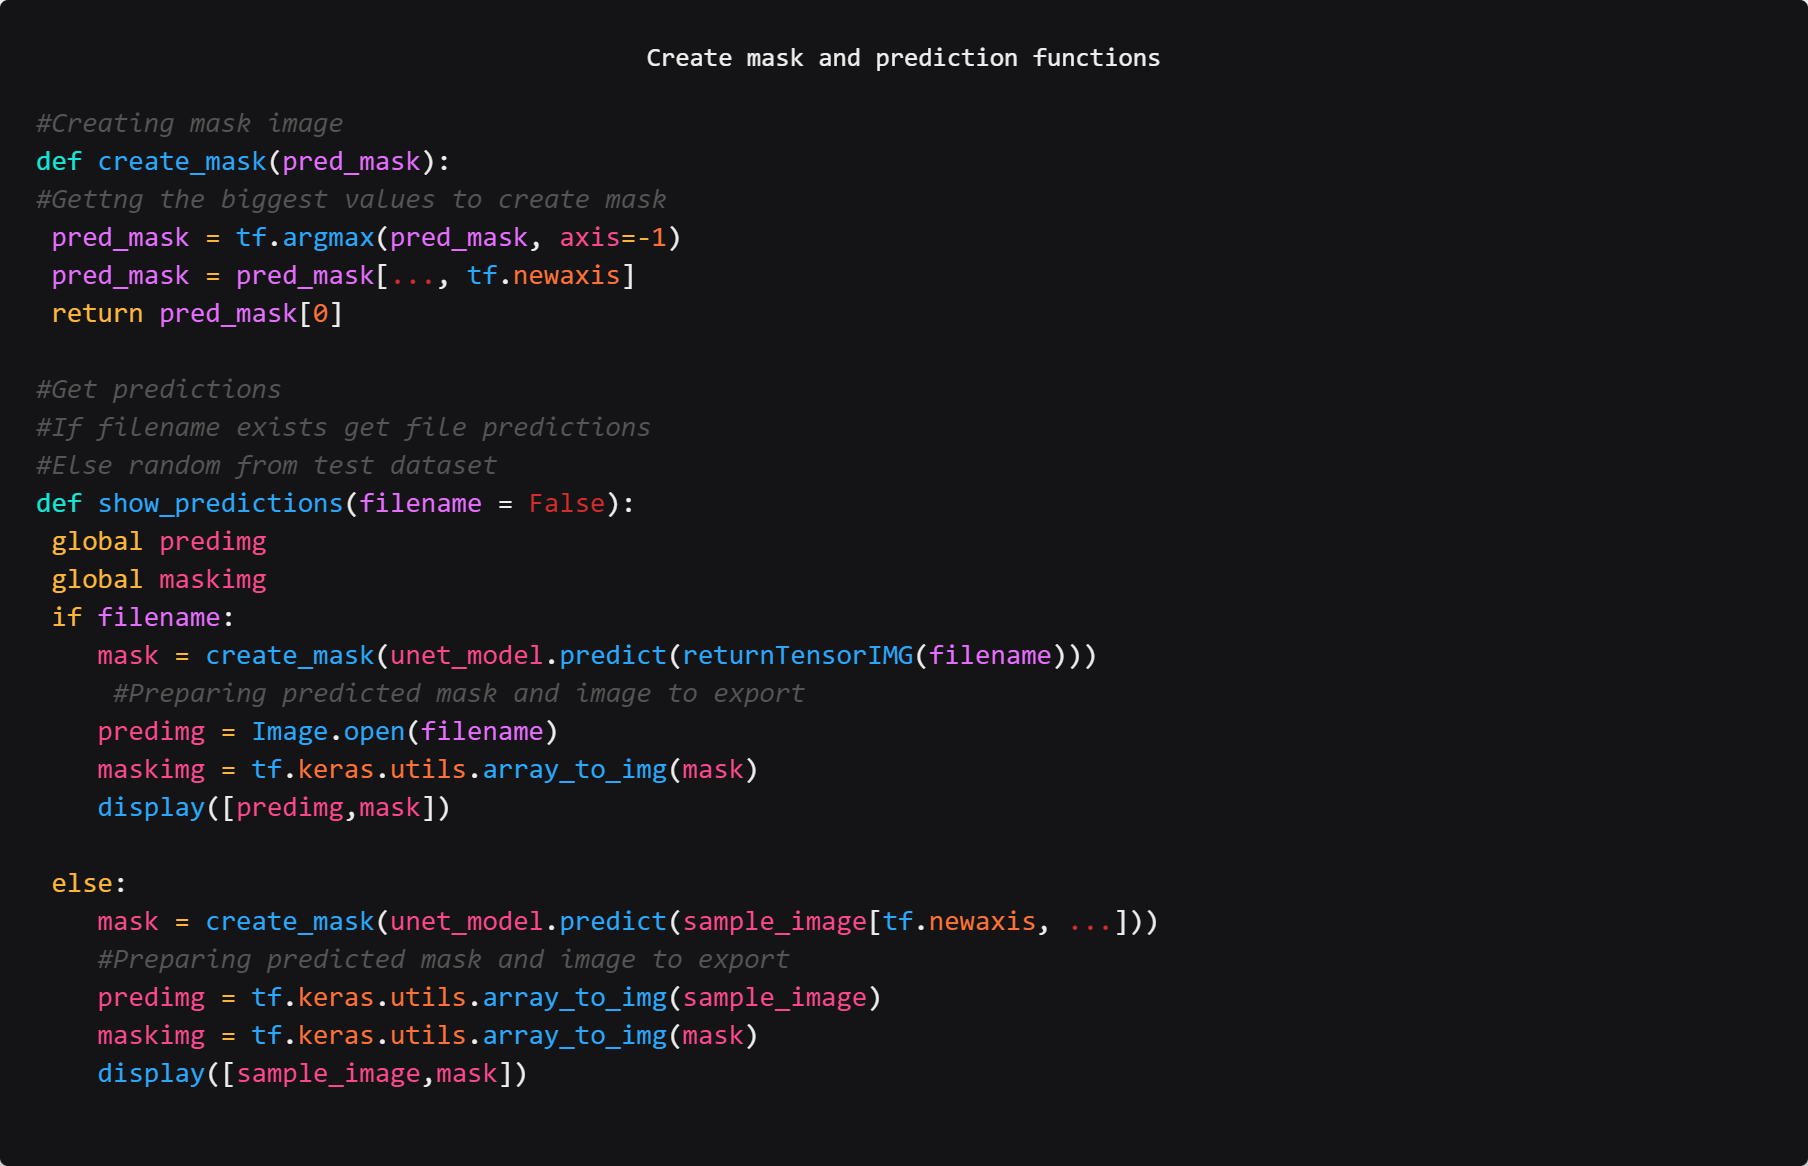 Create mask and prediction functions
#Creating mask image
def create_mask(pred_mask):
#Gettng the biggest values to create mask
 pred_mask = tf.argmax(pred_mask, axis=-1)
 pred_mask = pred_mask[..., tf.newaxis]
 return pred_mask[0]

#Get predictions
#If filename exists get file predictions
#Else random from test dataset
def show_predictions(filename = False):
 global predimg
 global maskimg
 if filename:
    mask = create_mask(unet_model.predict(returnTensorIMG(filename)))
     #Preparing predicted mask and image to export
    predimg = Image.open(filename)
    maskimg = tf.keras.utils.array_to_img(mask)
    display([predimg,mask])

 else:
    mask = create_mask(unet_model.predict(sample_image[tf.newaxis, ...]))
    #Preparing predicted mask and image to export
    predimg = tf.keras.utils.array_to_img(sample_image)
    maskimg = tf.keras.utils.array_to_img(mask)
    display([sample_image,mask])